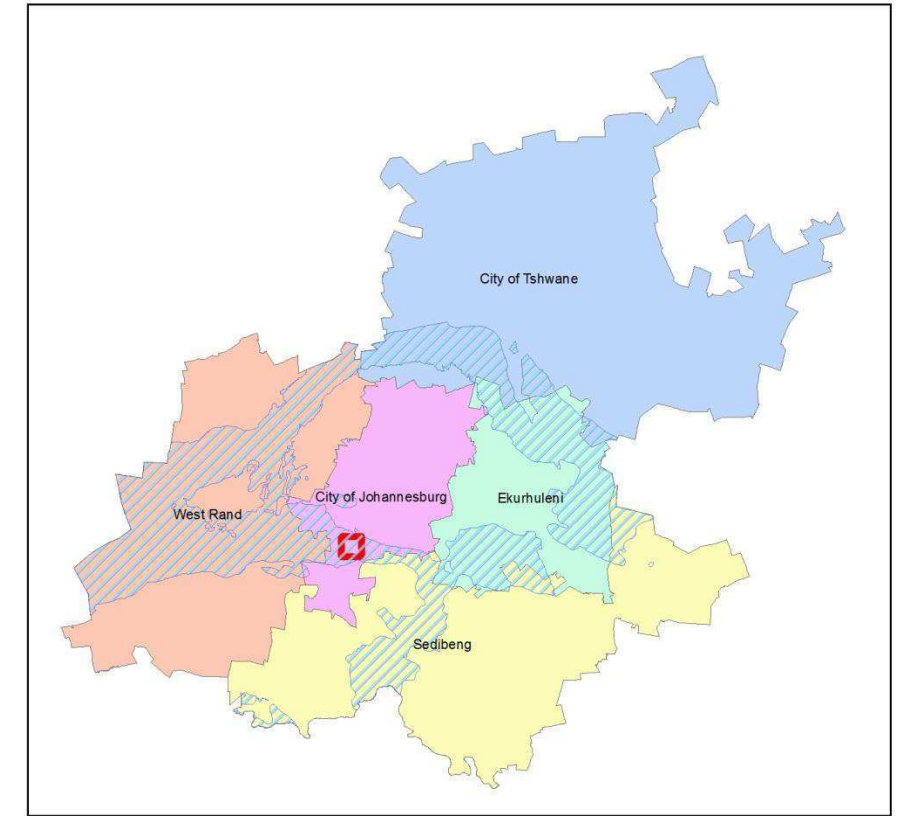 City of Tshwane
City of Johannesburg
Ekurhuleni
West Rand
Sedibeng